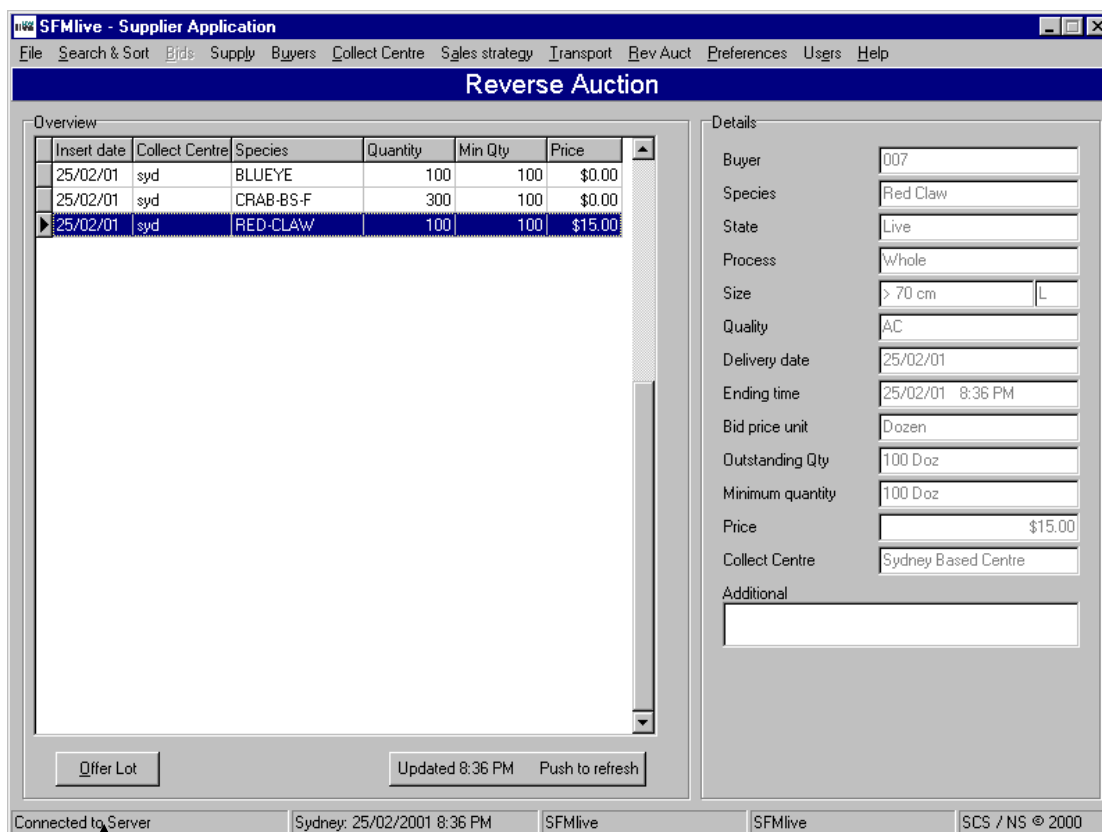 SFMlive - Supplier Application
File Search & Sort Bids Supply Buyers Collect Centre Sales strategy Transport Rev Auct Preferences Users Help
Reverse Auction
Overview
Insert date Collect Centre Species Quantity Min Qty Price
25/02/01 syd BLUEYE 100 100 $0.00
25/02/01 syd CRAB-BS-F 300 100 $0.00
25/02/01 syd RED-CLAW 100 100 $15.00
Offer Lot
Updated 8:36 PM Push to refresh
Details
Buyer 007
Species Red Claw
State Live
Process Whole
Size > 70 cm L
Quality AC
Delivery date 25/02/01
Ending time 25/02/01 8:36 PM
Bid price unit Dozen
Outstanding Qty 100 Doz
Minimum quantity 100 Doz
Price $15.00
Collect Centre Sydney Based Centre
Additional
Connected to Server Sydney: 25/02/2001 8:36 PM SFMlive SFMlive SCS / NS © 2000